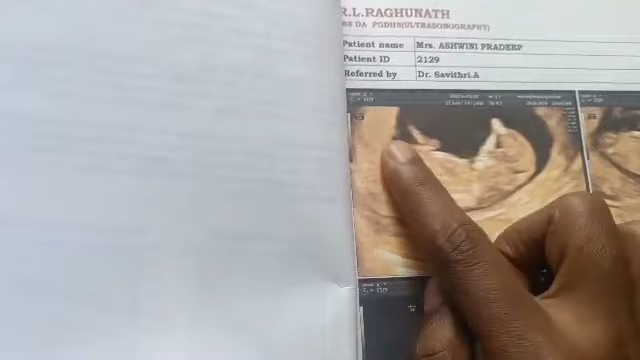 R.L.RAGHUNATH
DA PGDHS(ULTRASONOGRAPHY)
Patient name Mrs. ASHWINI PRADEEP
Patient ID 2129
Referred by Dr. Savithri.A